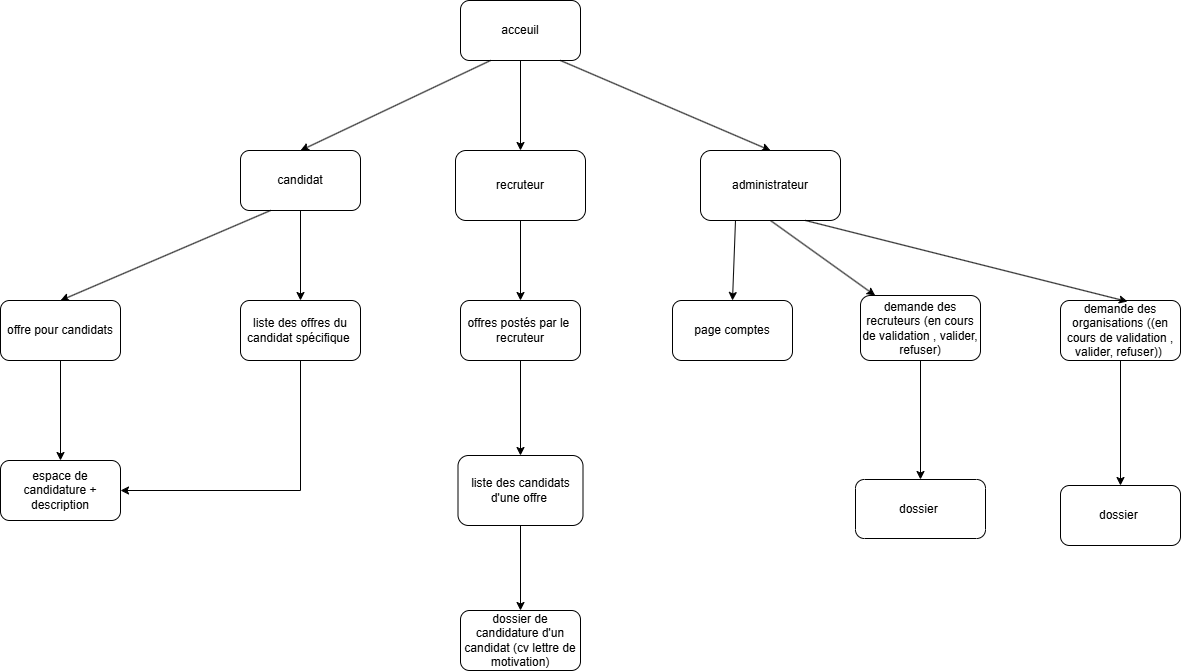 acceuil
candidat
recruteur
administrateur
offre pour candidats
liste des offres du
candidat spécifique
offres postés par le
recruteur
page comptes
demande des
recruteurs (en cours
de validation , valider,
refuser)
demande des
organisations ((en
cours de validation ,
valider, refuser))
espace de
candidature +
description
liste des candidats
d'une offre
dossier
dossier
dossier de
candidature d'un
candidat (cv lettre de
motivation)